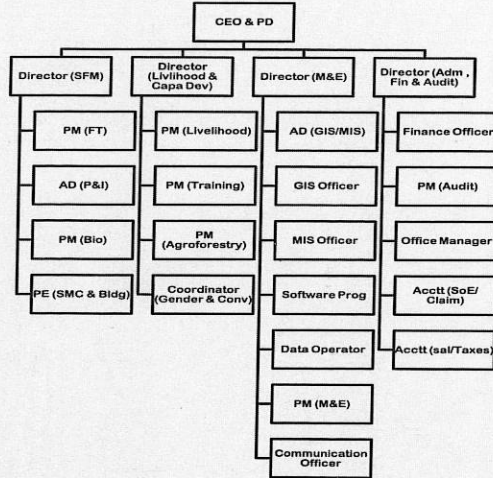 CEO & PD
Director (SFM)
Director
(Livlihood &
Capa Dev)
Director (M&E)
Director (Adm ,
Fin & Audit)
PM (FT)
PM (Livelihood)
AD (GIS/MIS)
Finance Officer
AD (P&I)
PM (Training)
GIS Officer
PM (Audit)
PM (Bio)
PM
(Agroforestry)
MIS Officer
Office Manager
PE (SMC & Bldg)
Coordinator
(Gender & Conv)
Software Prog
Acctt (SoE/
Claim)
Data Operator
Acctt (sal/Taxes)
PM (M&E)
Communication
Officer